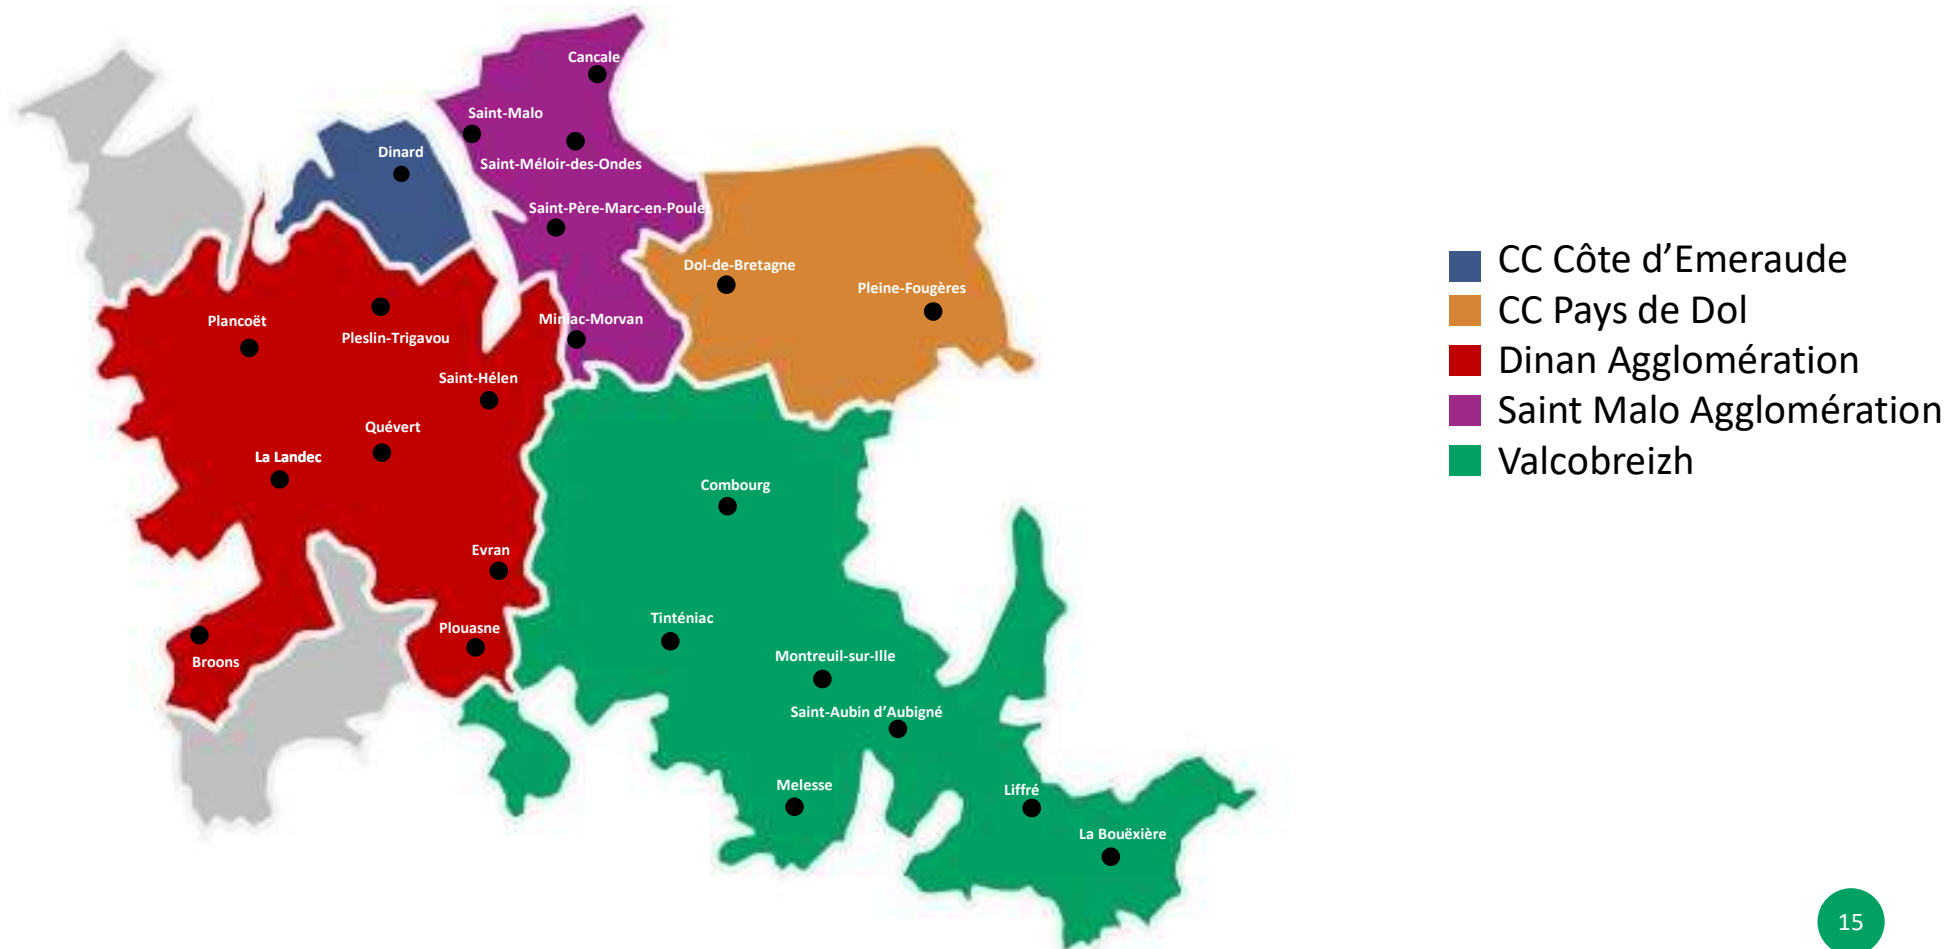 Cancale
Saint-Malo
Dinard
Saint-Méloir-des-Ondes
Saint-Père-Marc-en-Poulet
Dol-de-Bretagne
Pleine-Fougères
Plancoët
Miniac-Morvan
Pleslin-Trigavou
Saint-Hélen
Quévert
La Landec
Combourg
Evran
Tinténiac
Plouasne
Broons
Montreuil-sur-Ille
Saint-Aubin d’Aubigné
Melesse
Liffré
La Bouëxière
CC Côte d’Emeraude
CC Pays de Dol
Dinan Agglomération
Saint Malo Agglomération
Valcobreizh
15